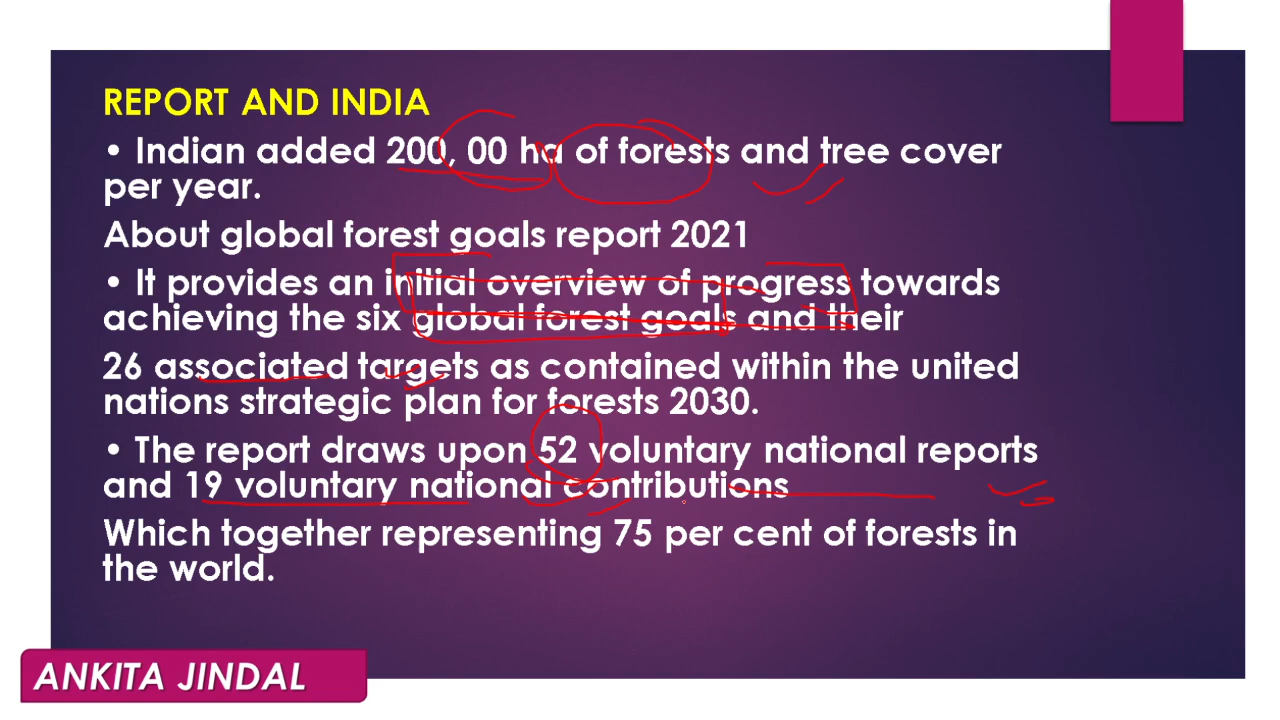 REPORT AND INDIA
• Indian added 200, 00 ha of forests and tree cover
per year.
About global forest goals report 2021
• It provides an initial overview of progress towards
achieving the six global forest goals and their
26 associated targets as contained within the united
nations strategic plan for forests 2030.
• The report draws upon 52 voluntary national reports
and 19 voluntary national contributions
Which together representing 75 per cent of forests in
the world.
ANKITA JINDAL